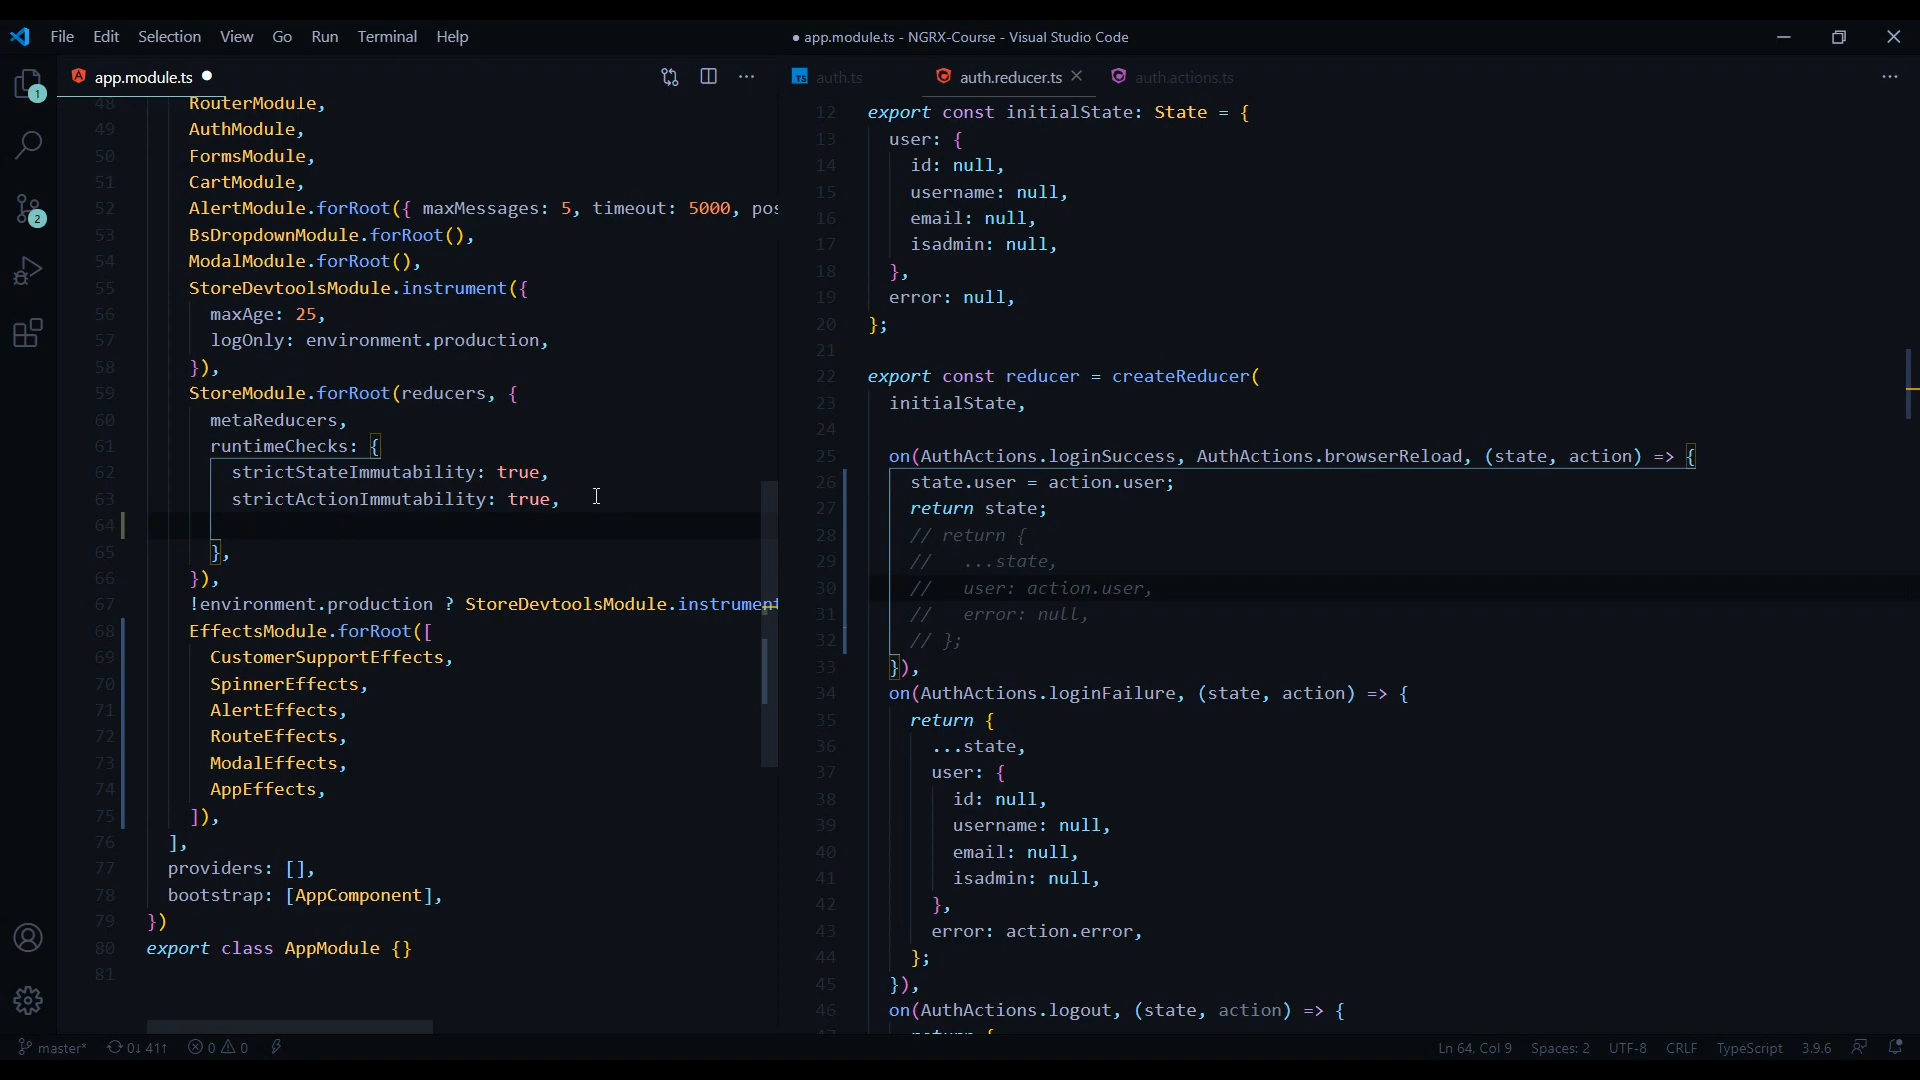 File Edit Selection View Go Run Terminal Help
● app.module.ts - NGRX-Course - Visual Studio Code
app.module.ts
48 RouterModule,
49 AuthModule,
50 FormsModule,
51 CartModule,
52 AlertModule.forRoot({ maxMessages: 5, timeout: 5000, pos
53 BsDropdownModule.forRoot(),
54 ModalModule.forRoot(),
55 StoreDevtoolsModule.instrument({
56 maxAge: 25,
57 logOnly: environment.production,
58 }),
59 StoreModule.forRoot(reducers, {
60 metaReducers,
61 runtimeChecks: {
62 strictStateImmutability: true,
63 strictActionImmutability: true,
64
65 },
66 }),
67 !environment.production ? StoreDevtoolsModule.instrument
68 EffectsModule.forRoot([
69 CustomerSupportEffects,
70 SpinnerEffects,
71 AlertEffects,
72 RouteEffects,
73 ModalEffects,
74 AppEffects,
75 ]),
76 ],
77 providers: [],
78 bootstrap: [AppComponent],
79 })
80 export class AppModule {}
81
TS auth.ts auth.reducer.ts auth.actions.ts
12 export const initialState: State = {
13 user: {
14 id: null,
15 username: null,
16 email: null,
17 isadmin: null,
18 },
19 error: null,
20 };
21
22 export const reducer = createReducer(
23 initialState,
24
25 on(AuthActions.loginSuccess, AuthActions.browserReload, (state, action) => {
26 state.user = action.user;
27 return state;
28 // return {
29 // ...state,
30 // user: action.user,
31 // error: null,
32 // };
33 }),
34 on(AuthActions.loginFailure, (state, action) => {
35 return {
36 ...state,
37 user: {
38 id: null,
39 username: null,
40 email: null,
41 isadmin: null,
42 },
43 error: action.error,
44 };
45 }),
46 on(AuthActions.logout, (state, action) => {
47 return {
1
2
master* 0↓ 41↑ 0 0 Ln 64, Col 9 Spaces: 2 UTF-8 CRLF TypeScript 3.9.6